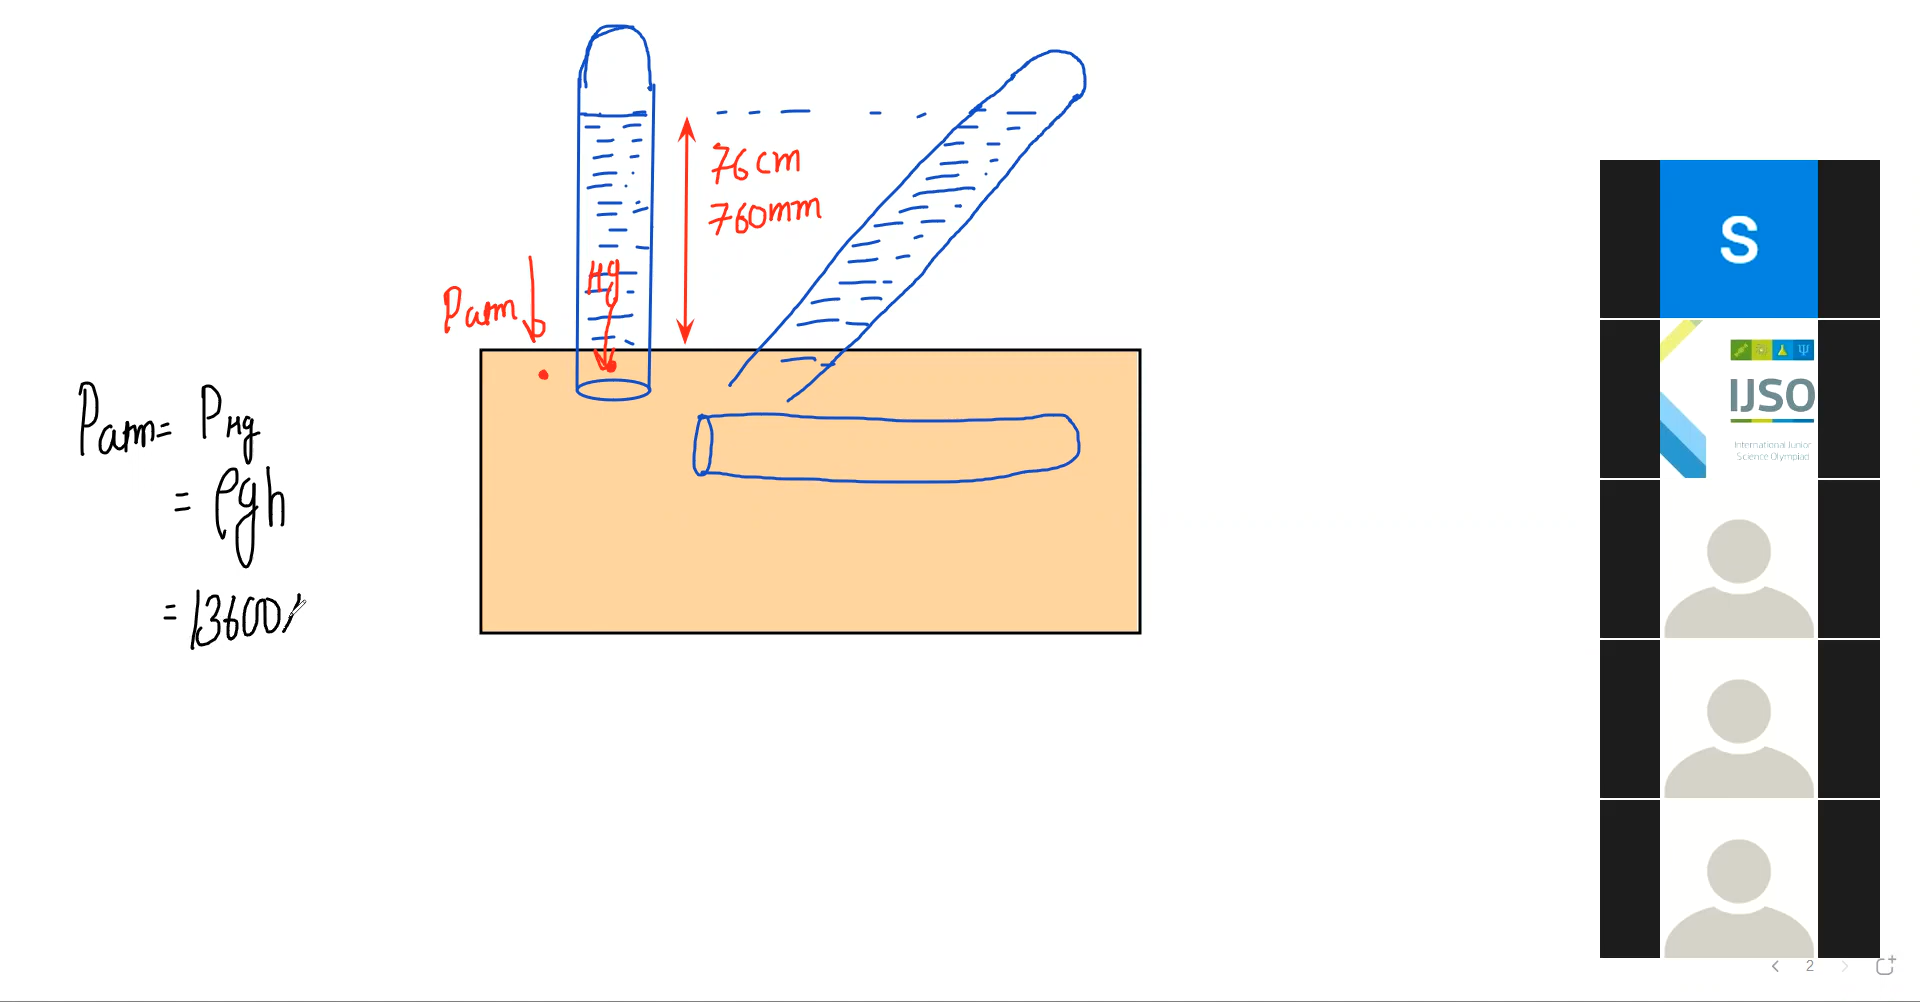 76cm
760mm
Hg
Patm
Patm = PHg
= ρgh
= 13600
S
IJSO
International Junior
Science Olympiad
2